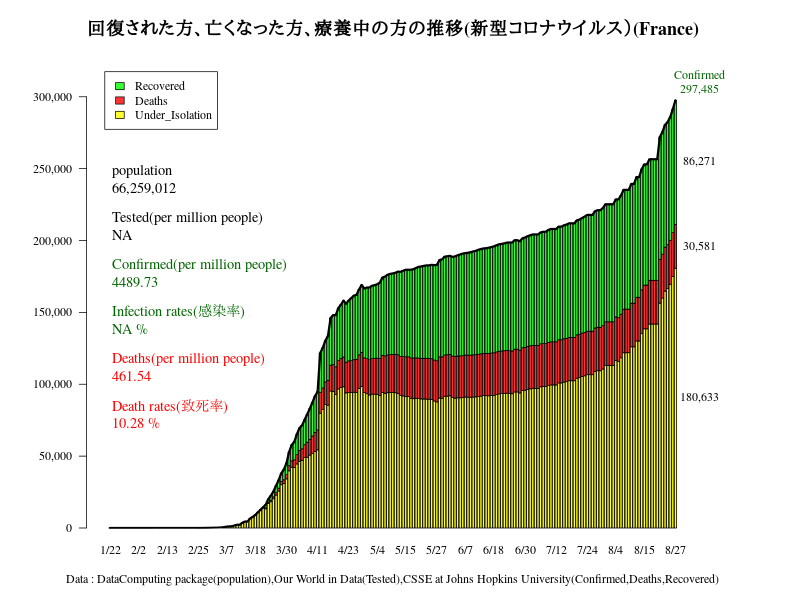 回復された方、亡くなった方、療養中の方の推移(新型コロナウイルス）(France)
Confirmed
297,485
Recovered
Deaths
Under_Isolation
300,000
250,000
200,000
150,000
100,000
50,000
0
population
66,259,012
Tested(per million people)
NA
Confirmed(per million people)
4489.73
Infection rates(感染率)
NA %
Deaths(per million people)
461.54
Death rates(致死率)
10.28 %
86,271
30,581
180,633
1/22 2/2 2/13 2/25 3/7 3/18 3/30 4/11 4/23 5/4 5/15 5/27 6/7 6/18 6/30 7/12 7/24 8/4 8/15 8/27
Data : DataComputing package(population),Our World in Data(Tested),CSSE at Johns Hopkins University(Confirmed,Deaths,Recovered)